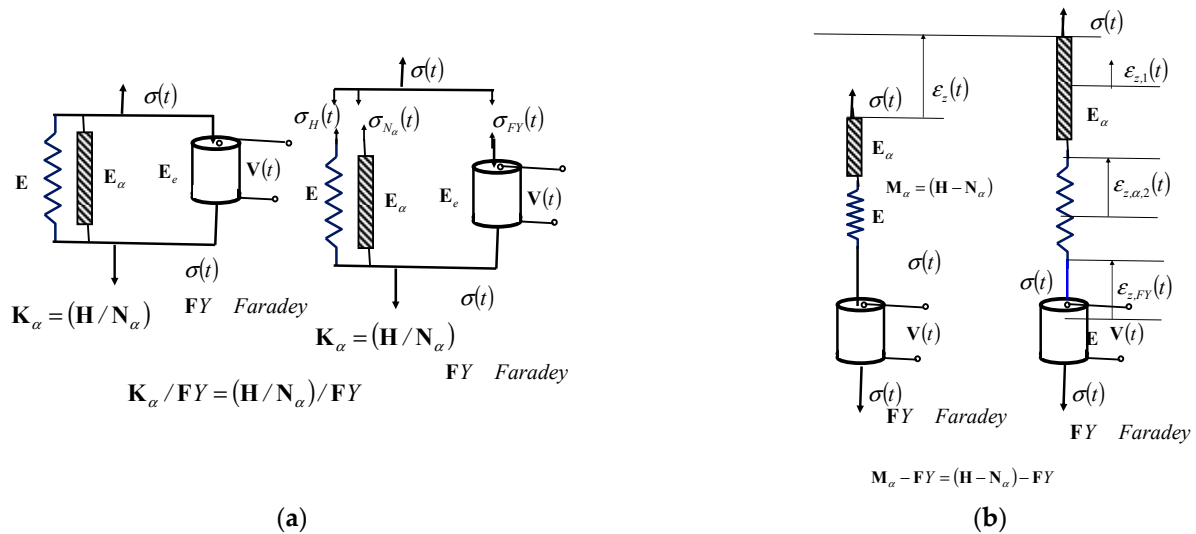 σ(t)
E
E_α
E_e
V(t)
σ(t)
K_α = (H / N_α)
FY Faradey
σ(t)
σ_H(t)
σ_{N_α}(t)
σ_{FY}(t)
E
E_α
E_e
V(t)
σ(t)
K_α = (H / N_α)
FY Faradey
K_α / FY = (H / N_α) / FY
(a)
σ(t)
ε_z(t)
E_α
M_α = (H − N_α)
E
σ(t)
V(t)
σ(t)
FY Faradey
σ(t)
ε_{z,1}(t)
E_α
ε_{z,α,2}(t)
σ(t)
ε_{z,FY}(t)
E
V(t)
σ(t)
FY Faradey
M_α − FY = (H − N_α) − FY
(b)